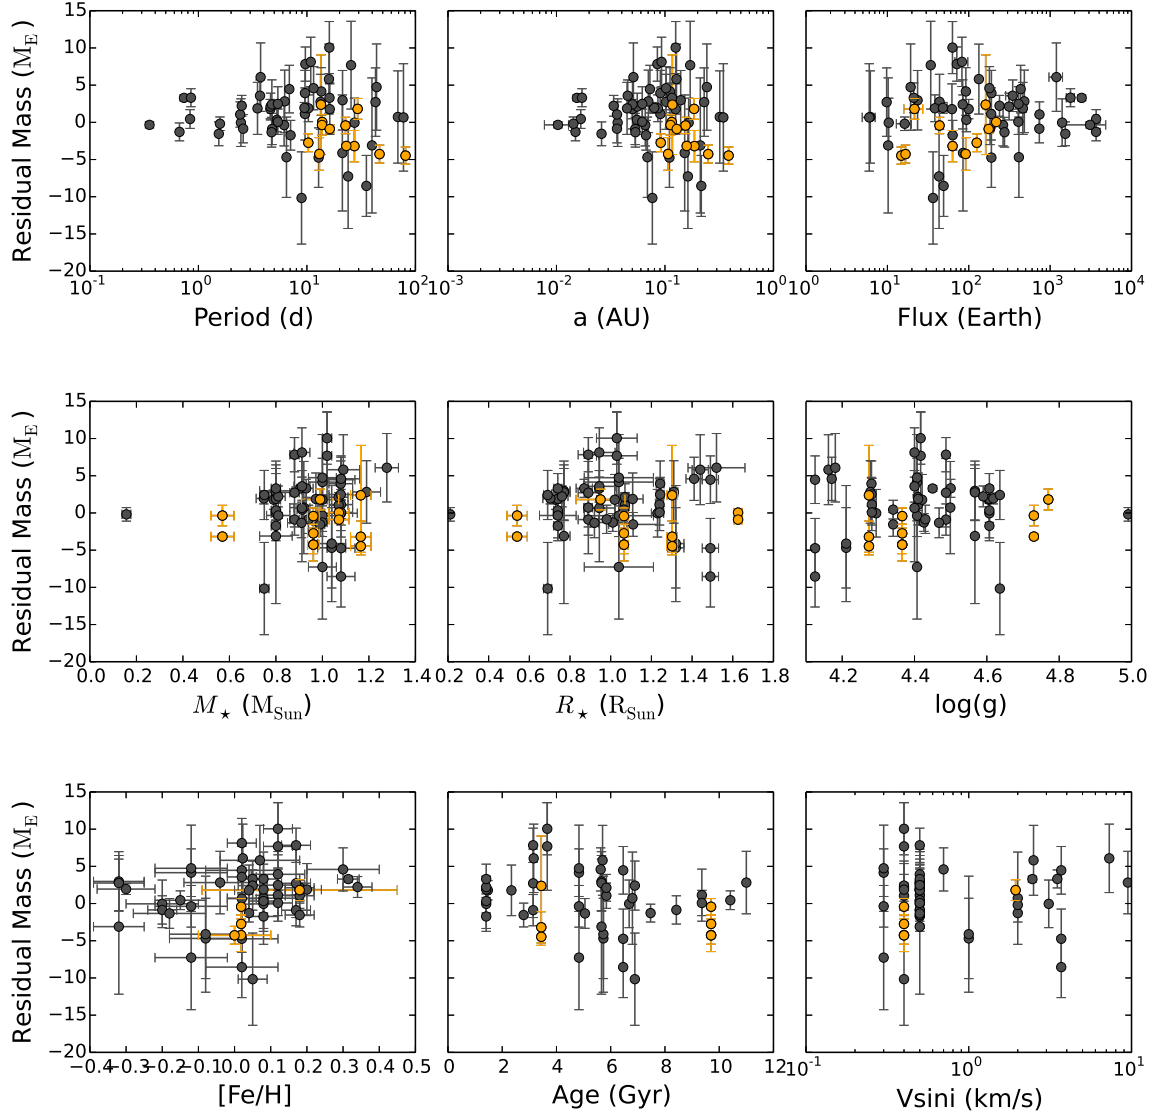 Residual Mass (M_E)
15
10
5
0
−5
−10
−15
−20
10^-1 10^0 10^1 10^2
Period (d)
10^-3 10^-2 10^-1 10^0
a (AU)
10^0 10^1 10^2 10^3 10^4
Flux (Earth)
Residual Mass (M_E)
15
10
5
0
−5
−10
−15
−20
0.0 0.2 0.4 0.6 0.8 1.0 1.2 1.4
M⋆ (M_Sun)
0.2 0.4 0.6 0.8 1.0 1.2 1.4 1.6 1.8
R⋆ (R_Sun)
4.2 4.4 4.6 4.8 5.0
log(g)
Residual Mass (M_E)
15
10
5
0
−5
−10
−15
−20
−0.4 −0.3 −0.2 −0.1 0.0 0.1 0.2 0.3 0.4 0.5
[Fe/H]
0 2 4 6 8 10 12
Age (Gyr)
10^-1 10^0 10^1
Vsini (km/s)